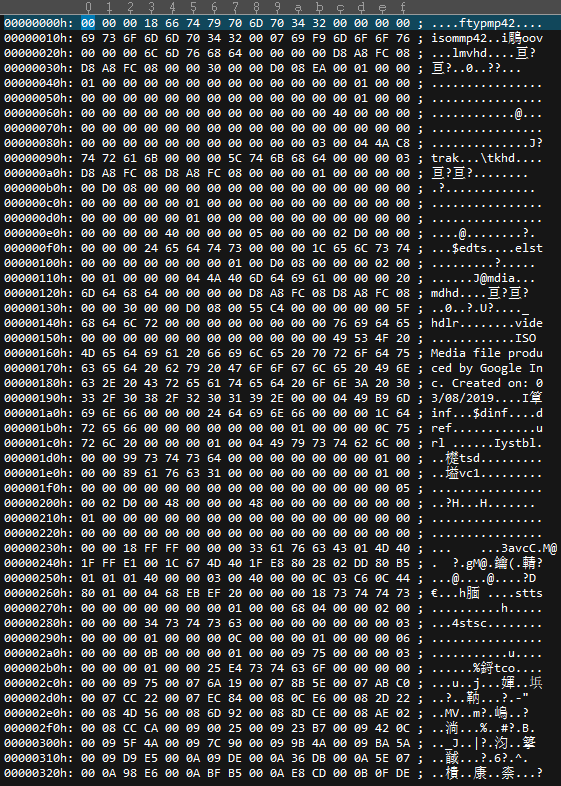 0 1 2 3 4 5 6 7 8 9 a b c d e f
00000000h: 00 00 00 18 66 74 79 70 6D 70 34 32 00 00 00 00 ; ....ftypmp42....
00000010h: 69 73 6F 6D 6D 70 34 32 00 07 69 F9 6D 6F 6F 76 ; isommp42..i鵰oov
00000020h: 00 00 00 6C 6D 76 68 64 00 00 00 00 D8 A8 FC 08 ; ...lmvhd....亘?
00000030h: D8 A8 FC 08 00 00 30 00 00 D0 08 EA 00 01 00 00 ; 亘?..0..??...
00000040h: 01 00 00 00 00 00 00 00 00 00 00 00 00 01 00 00 ; ................
00000050h: 00 00 00 00 00 00 00 00 00 00 00 00 00 01 00 00 ; ................
00000060h: 00 00 00 00 00 00 00 00 00 00 00 00 40 00 00 00 ; ............@...
00000070h: 00 00 00 00 00 00 00 00 00 00 00 00 00 00 00 00 ; ................
00000080h: 00 00 00 00 00 00 00 00 00 00 00 03 00 04 4A C8 ; ..............J?
00000090h: 74 72 61 6B 00 00 00 5C 74 6B 68 64 00 00 00 03 ; trak...\tkhd....
000000a0h: D8 A8 FC 08 D8 A8 FC 08 00 00 00 01 00 00 00 00 ; 亘?亘?........
000000b0h: 00 D0 08 00 00 00 00 00 00 00 00 00 00 00 00 00 ; .?..............
000000c0h: 00 00 00 00 00 01 00 00 00 00 00 00 00 00 00 00 ; ................
000000d0h: 00 00 00 00 00 01 00 00 00 00 00 00 00 00 00 00 ; ................
000000e0h: 00 00 00 00 40 00 00 00 05 00 00 00 02 D0 00 00 ; ....@........?..
000000f0h: 00 00 00 24 65 64 74 73 00 00 00 1C 65 6C 73 74 ; ...$edts....elst
00000100h: 00 00 00 00 00 00 00 01 00 D0 08 00 00 00 02 00 ; .........?......
00000110h: 00 01 00 00 00 04 4A 40 6D 64 69 61 00 00 00 20 ; ......J@mdia...
00000120h: 6D 64 68 64 00 00 00 00 D8 A8 FC 08 D8 A8 FC 08 ; mdhd....亘?亘?
00000130h: 00 00 30 00 00 D0 08 00 55 C4 00 00 00 00 00 5F ; ..0..?.U?...._
00000140h: 68 64 6C 72 00 00 00 00 00 00 00 00 76 69 64 65 ; hdlr........vide
00000150h: 00 00 00 00 00 00 00 00 00 00 00 00 49 53 4F 20 ; ............ISO
00000160h: 4D 65 64 69 61 20 66 69 6C 65 20 70 72 6F 64 75 ; Media file produ
00000170h: 63 65 64 20 62 79 20 47 6F 6F 67 6C 65 20 49 6E ; ced by Google In
00000180h: 63 2E 20 43 72 65 61 74 65 64 20 6F 6E 3A 20 30 ; c. Created on: 0
00000190h: 33 2F 30 38 2F 32 30 31 39 2E 00 00 04 49 B9 6D ; 3/08/2019....I筸
000001a0h: 69 6E 66 00 00 00 24 64 69 6E 66 00 00 00 1C 64 ; inf...$dinf....d
000001b0h: 72 65 66 00 00 00 00 00 00 00 01 00 00 00 0C 75 ; ref............u
000001c0h: 72 6C 20 00 00 00 01 00 04 49 79 73 74 62 6C 00 ; rl ......Iystbl.
000001d0h: 00 00 99 73 74 73 64 00 00 00 00 00 00 00 01 00 ; ..檚tsd.........
000001e0h: 00 00 89 61 76 63 31 00 00 00 00 00 00 00 01 00 ; ..塧vc1.........
000001f0h: 00 00 00 00 00 00 00 00 00 00 00 00 00 00 00 05 ; ................
00000200h: 00 02 D0 00 48 00 00 00 48 00 00 00 00 00 00 00 ; ..?H...H.......
00000210h: 01 00 00 00 00 00 00 00 00 00 00 00 00 00 00 00 ; ................
00000220h: 00 00 00 00 00 00 00 00 00 00 00 00 00 00 00 00 ; ................
00000230h: 00 00 18 FF FF 00 00 00 33 61 76 63 43 01 4D 40 ; ... ...3avcC.M@
00000240h: 1F FF E1 00 1C 67 4D 40 1F E8 80 28 02 DD 80 B5 ; . ?.gM@.鑰(.輥?
00000250h: 01 01 01 40 00 00 03 00 40 00 00 0C 03 C6 0C 44 ; ...@....@....?D
00000260h: 80 01 00 04 68 EB EF 20 00 00 00 18 73 74 74 73 ; €...h腼 ....stts
00000270h: 00 00 00 00 00 00 00 01 00 00 68 04 00 00 02 00 ; ..........h.....
00000280h: 00 00 00 34 73 74 73 63 00 00 00 00 00 00 00 03 ; ...4stsc........
00000290h: 00 00 00 01 00 00 00 0C 00 00 00 01 00 00 00 06 ; ................
000002a0h: 00 00 00 0B 00 00 00 01 00 00 09 75 00 00 00 03 ; ...........u....
000002b0h: 00 00 00 01 00 00 25 E4 73 74 63 6F 00 00 00 00 ; ......%鋝tco....
000002c0h: 00 00 09 75 00 07 6A 19 00 07 8B 5E 00 07 AB C0 ; ...u..j...媈..
000002d0h: 00 07 CC 22 00 07 EC 84 00 08 0C E6 00 08 2D 22
000002e0h: 00 08 4D 56 00 08 6D 92 00 08 8D CE 00 08 AE 02
000002f0h: 00 08 CC CA 00 09 00 25 00 09 23 B7 00 09 42 0C
00000300h: 00 09 5F 4A 00 09 7C 90 00 09 9B 4A 00 09 BA 5A
00000310h: 00 09 D9 E5 00 0A 09 DE 00 0A 36 DB 00 0A 5E 07
00000320h: 00 0A 98 E6 00 0A BF B5 00 0A E8 CD 00 0B 0F DE